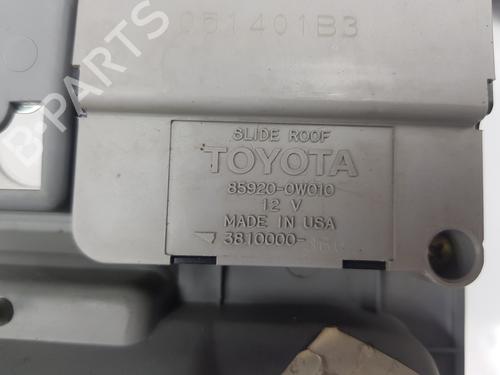 051401B3
B-PARTS
SLIDE ROOF
TOYOTA
85920-0W010
12 V
MADE IN USA
3810000-